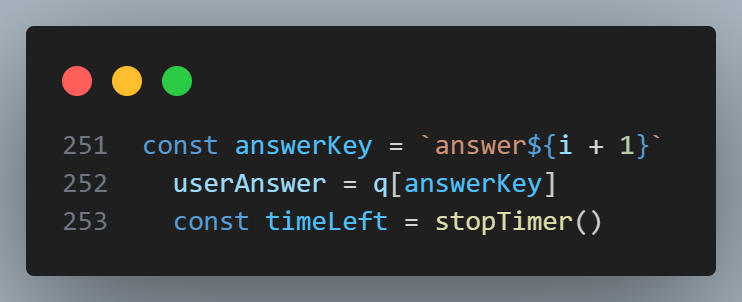 251 const answerKey = `answer${i + 1}`
252 userAnswer = q[answerKey]
253 const timeLeft = stopTimer()